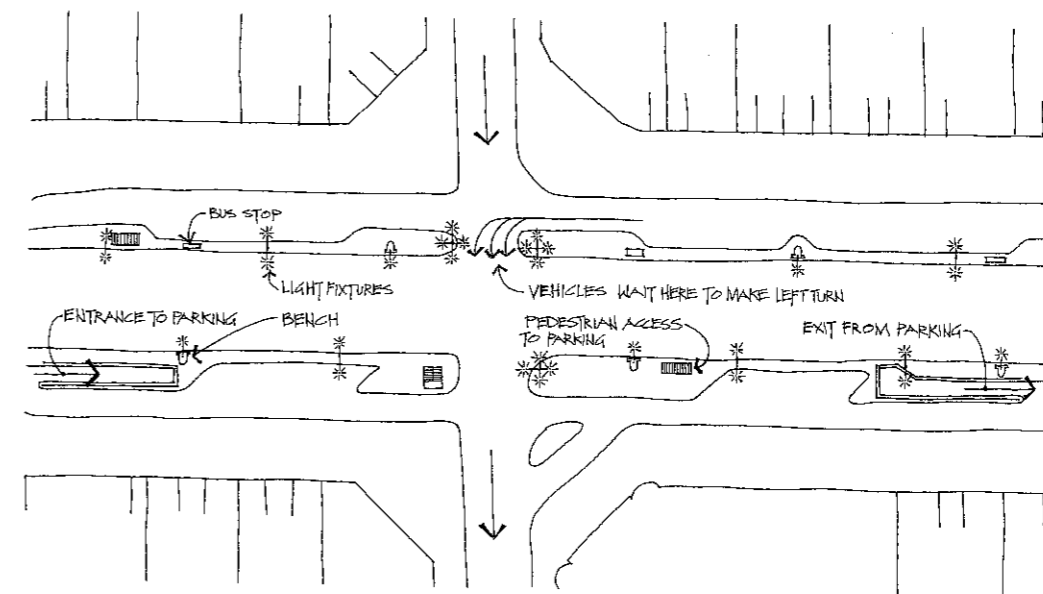 BUS STOP
LIGHT FIXTURES
VEHICLES WAIT HERE TO MAKE LEFT TURN
ENTRANCE TO PARKING
BENCH
PEDESTRIAN ACCESS
TO PARKING
EXIT FROM PARKING